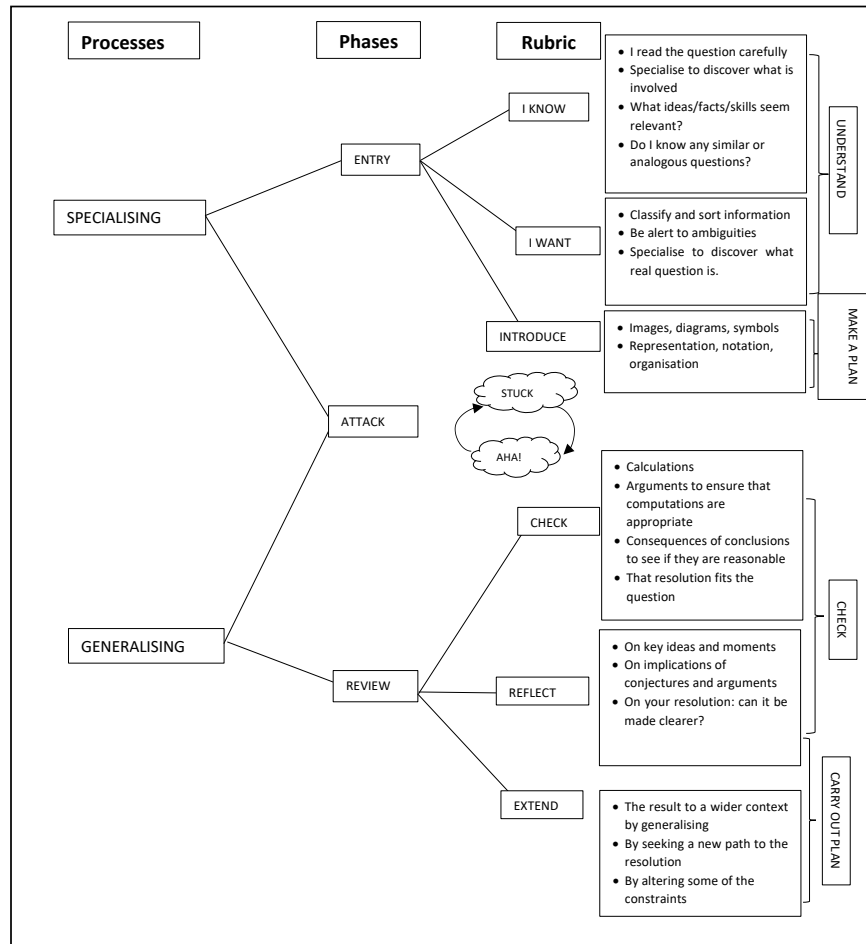 Processes
Phases
Rubric
I KNOW
• I read the question carefully
• Specialise to discover what is
involved
• What ideas/facts/skills seem
relevant?
• Do I know any similar or
analogous questions?
UNDERSTAND
ENTRY
SPECIALISING
I WANT
• Classify and sort information
• Be alert to ambiguities
• Specialise to discover what
real question is.
INTRODUCE
• Images, diagrams, symbols
• Representation, notation,
organisation
MAKE A PLAN
STUCK
ATTACK
AHA!
CHECK
• Calculations
• Arguments to ensure that
computations are
appropriate
• Consequences of conclusions
to see if they are reasonable
• That resolution fits the
question
CHECK
GENERALISING
REVIEW
REFLECT
• On key ideas and moments
• On implications of
conjectures and arguments
• On your resolution: can it be
made clearer?
EXTEND
• The result to a wider context
by generalising
• By seeking a new path to the
resolution
• By altering some of the
constraints
CARRY OUT PLAN